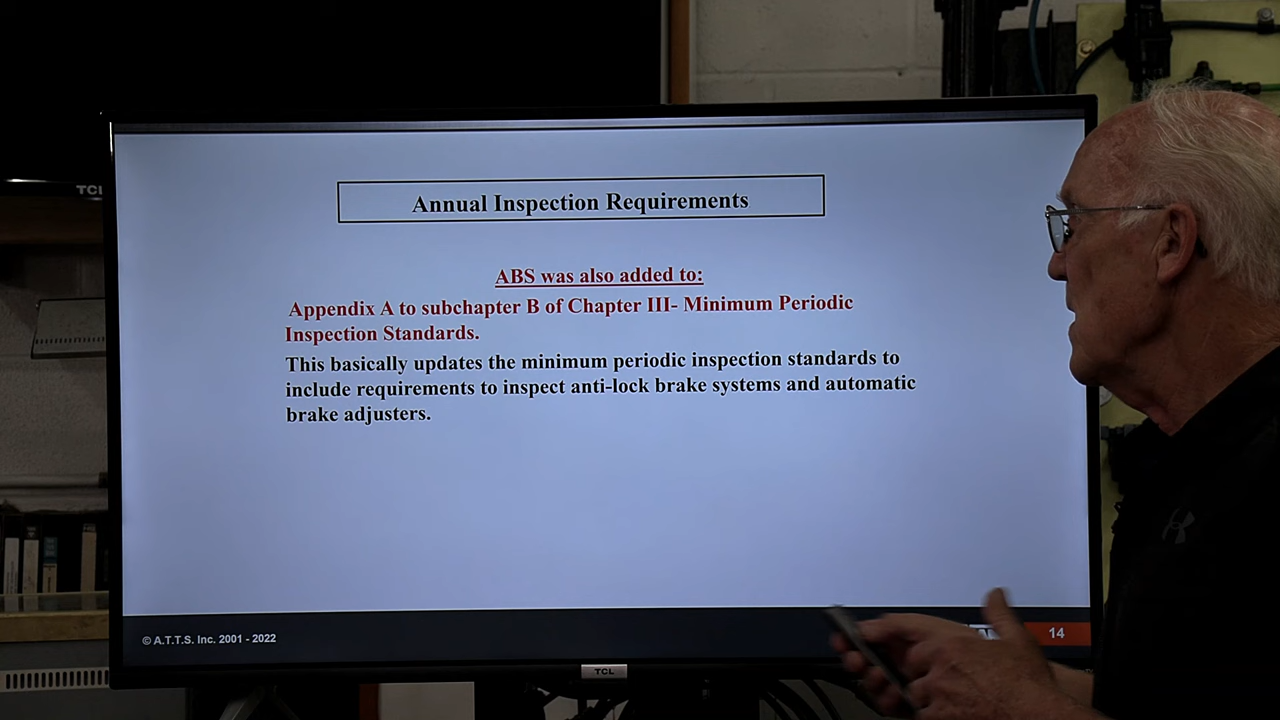 TCL
Annual Inspection Requirements
ABS was also added to:
Appendix A to subchapter B of Chapter III- Minimum Periodic
Inspection Standards.
This basically updates the minimum periodic inspection standards to
include requirements to inspect anti-lock brake systems and automatic
brake adjusters.
© A.T.T.S. Inc. 2001 - 2022
14
TCL